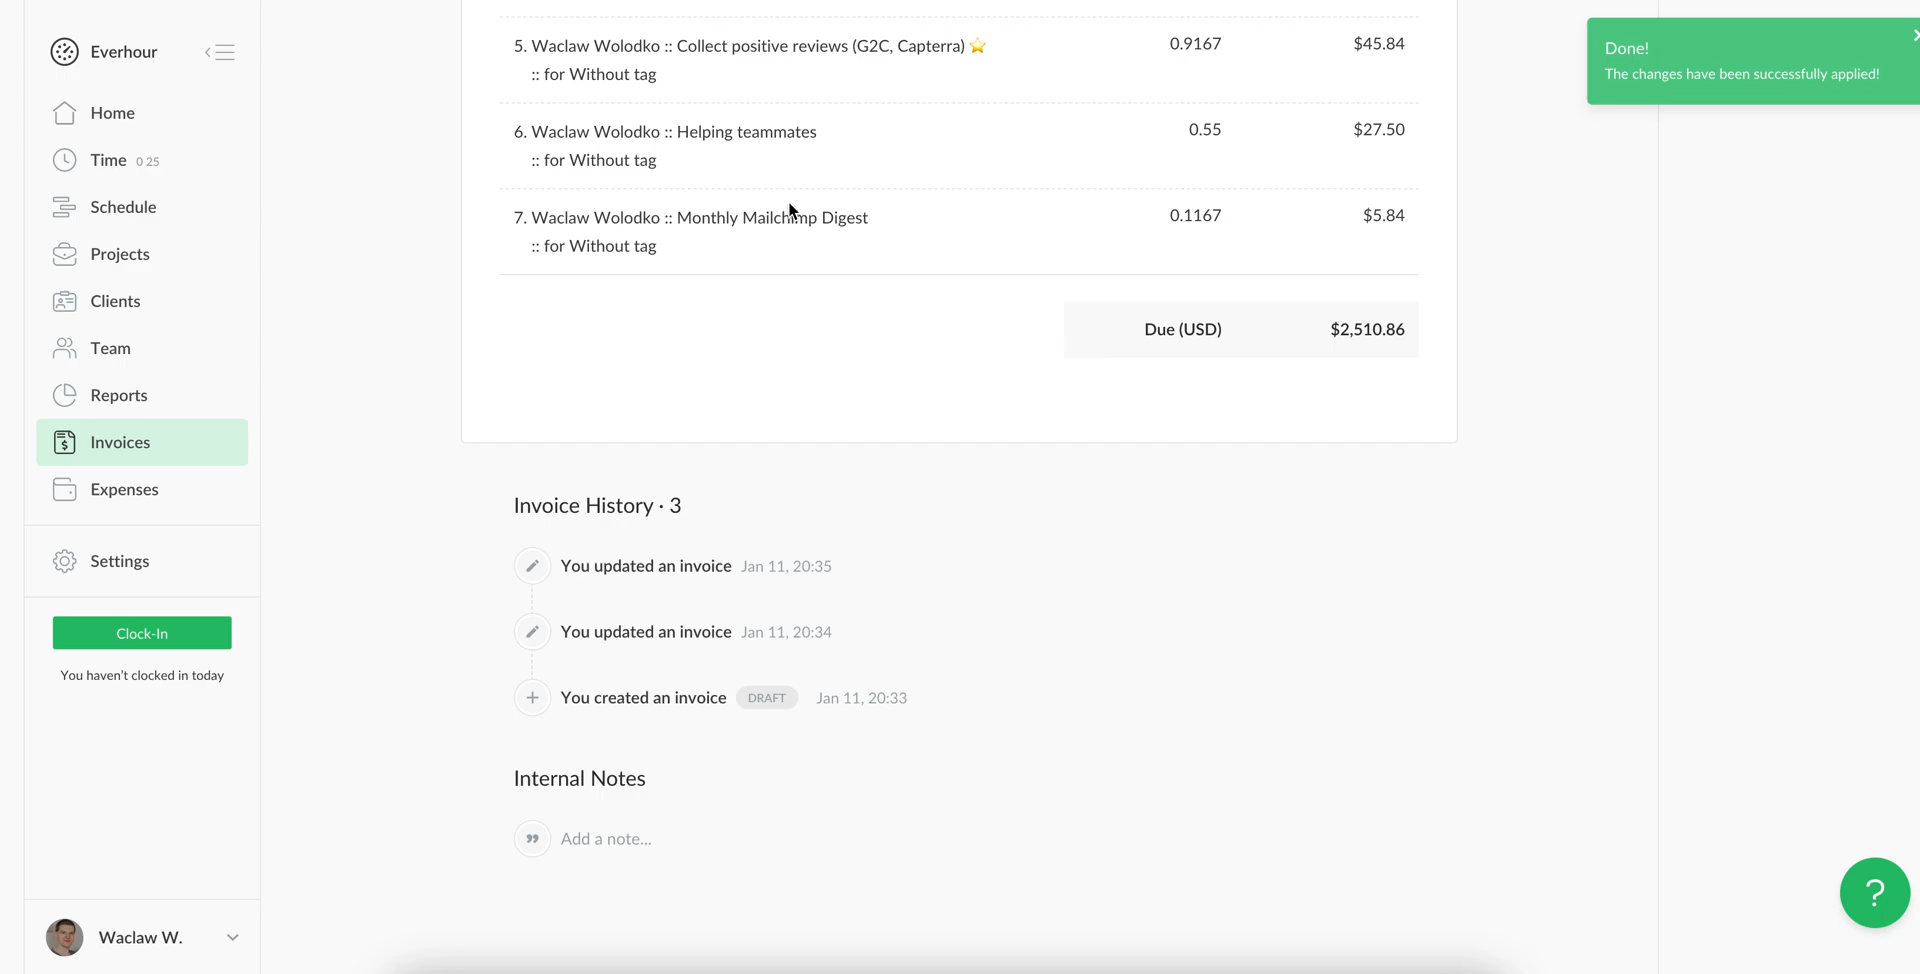 Everhour
Home
Time 0 25
Schedule
Projects
Clients
Team
Reports
Invoices
Expenses
Settings
Clock-In
You haven't clocked in today
Waclaw W.
5. Waclaw Wolodko :: Collect positive reviews (G2C, Capterra) ⭐ 0.9167 $45.84
:: for Without tag
6. Waclaw Wolodko :: Helping teammates 0.55 $27.50
:: for Without tag
7. Waclaw Wolodko :: Monthly Mailchimp Digest 0.1167 $5.84
:: for Without tag
Due (USD) $2,510.86
Invoice History · 3
You updated an invoice Jan 11, 20:35
You updated an invoice Jan 11, 20:34
You created an invoice DRAFT Jan 11, 20:33
Internal Notes
Add a note...
Done!
The changes have been successfully applied!
?